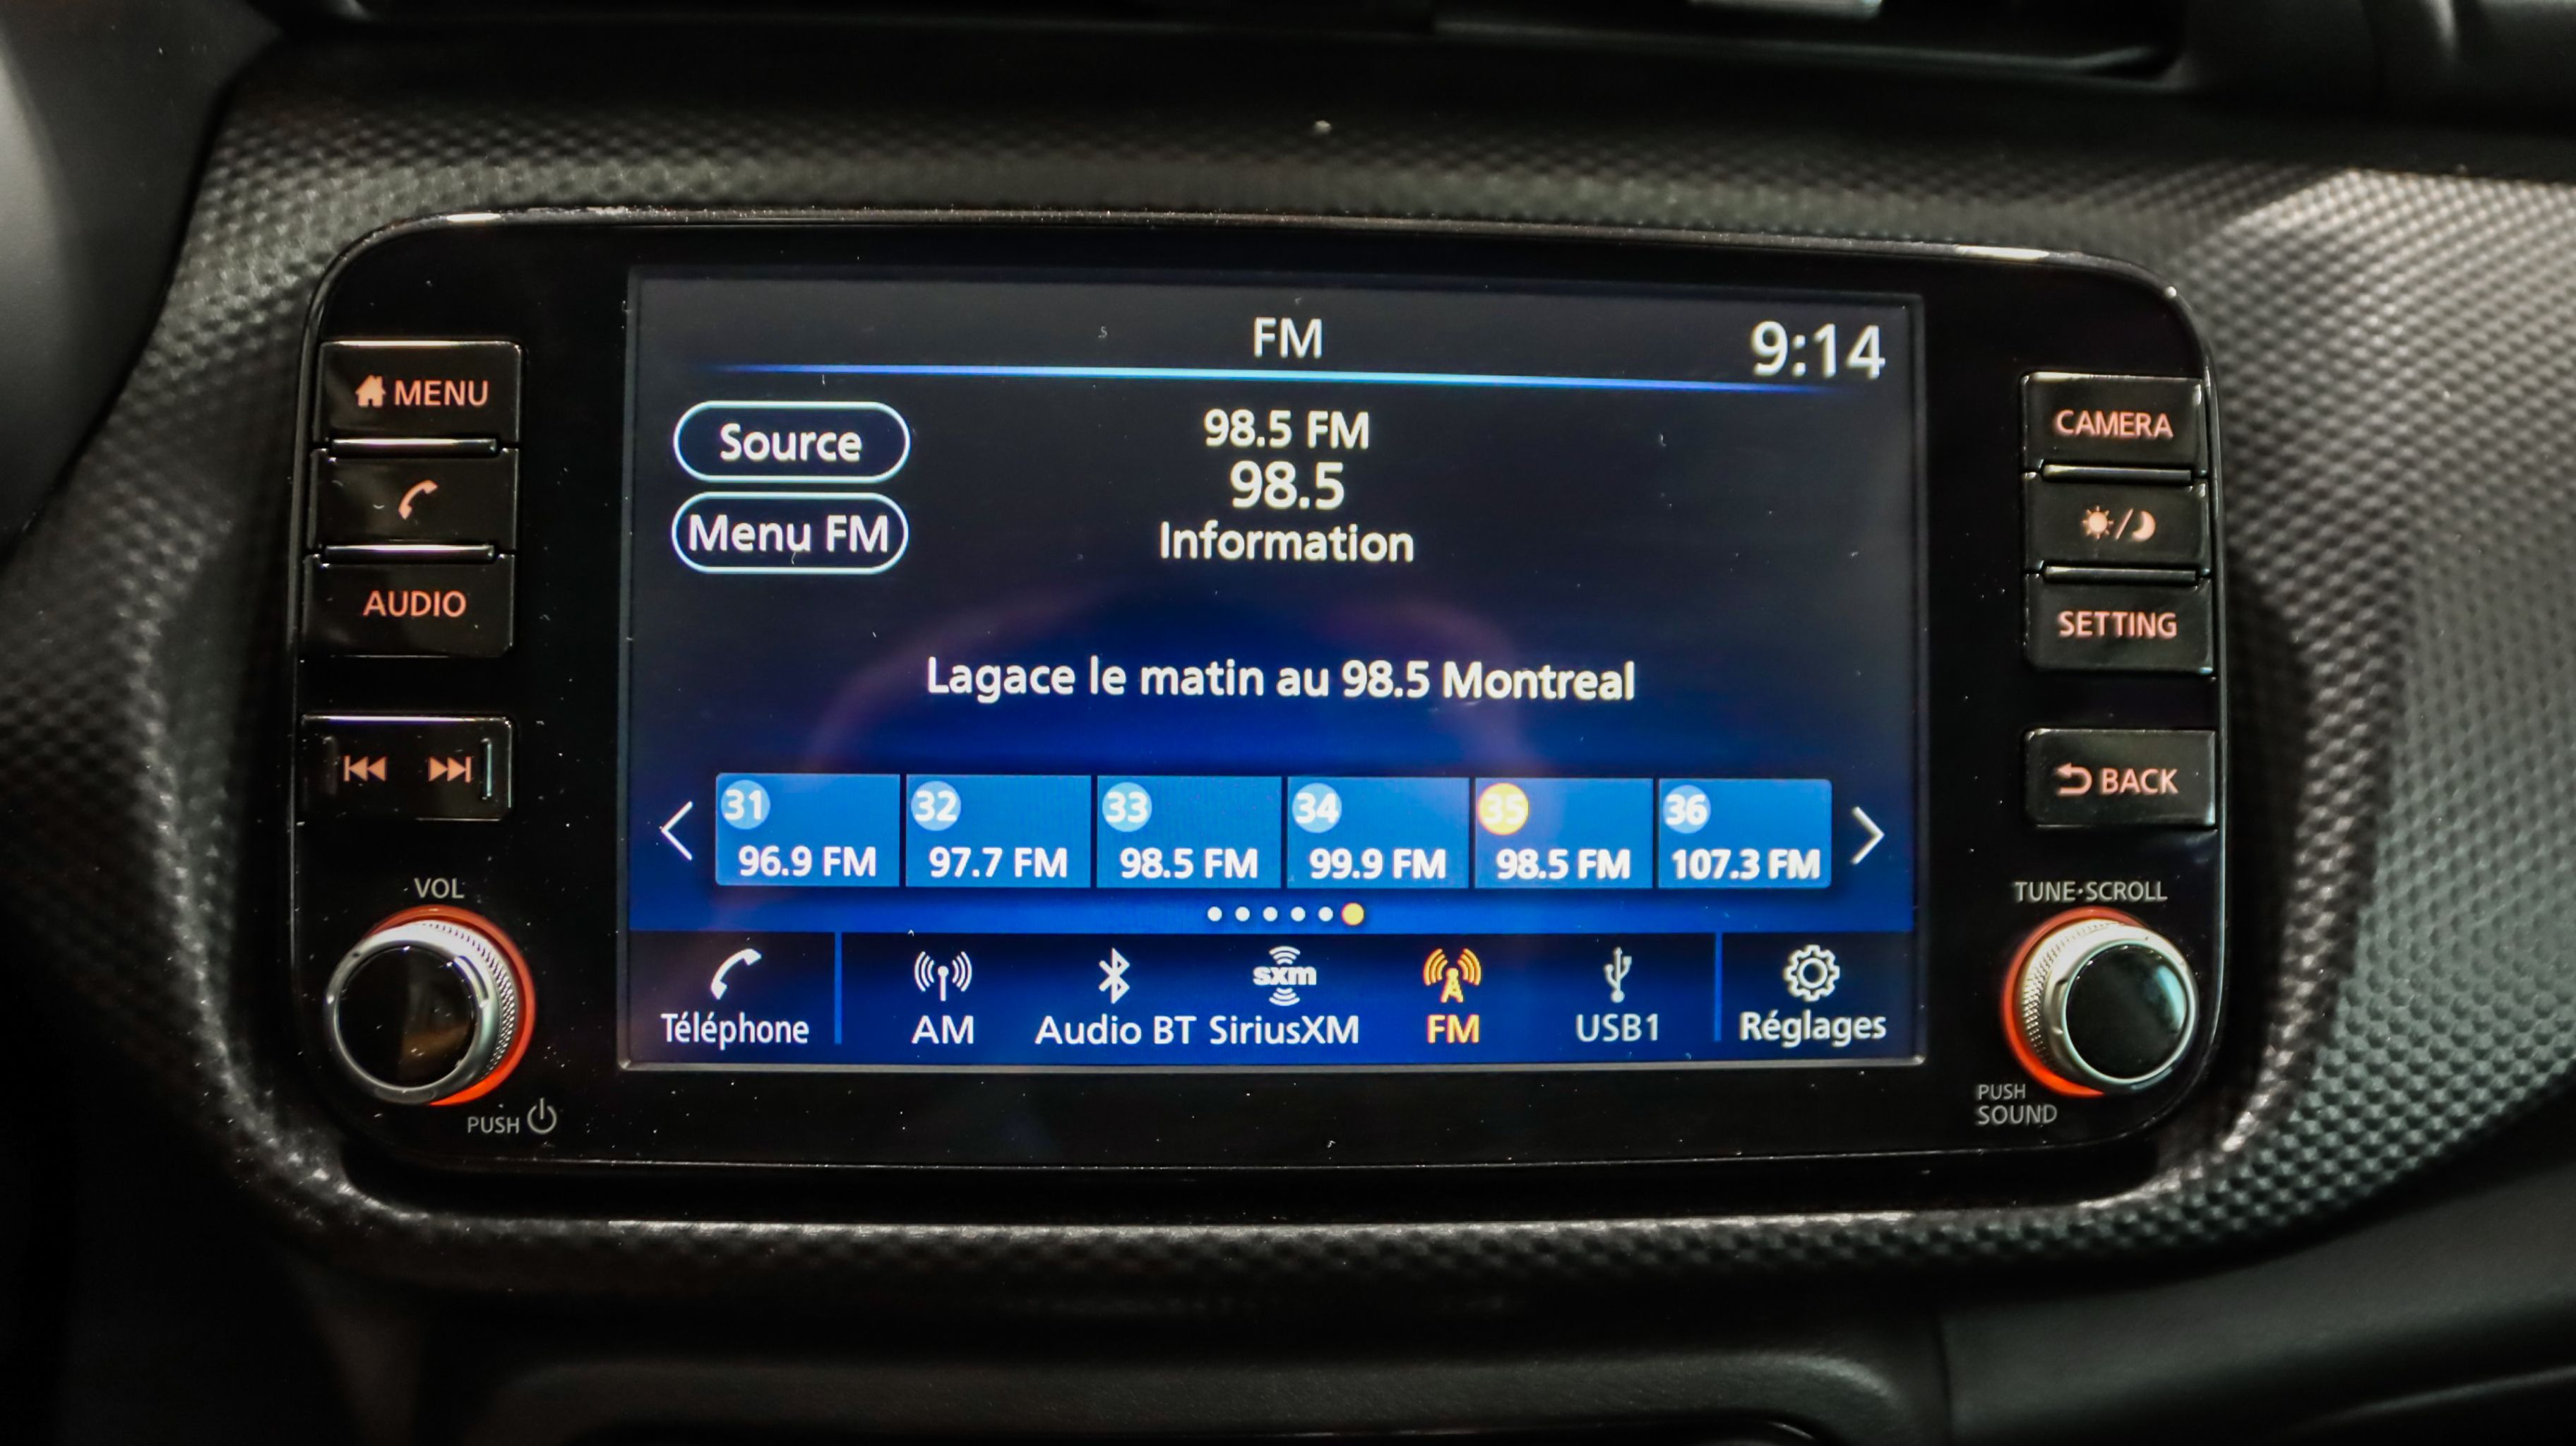 FM
9:14
MENU
CAMERA
Source
98.5 FM
98.5
Menu FM
Information
AUDIO
SETTING
Lagace le matin au 98.5 Montreal
BACK
31 32 33 34 35 36
96.9 FM 97.7 FM 98.5 FM 99.9 FM 98.5 FM 107.3 FM
VOL
TUNE·SCROLL
sxm
Téléphone AM Audio BT SiriusXM FM USB1 Réglages
PUSH
PUSH
SOUND